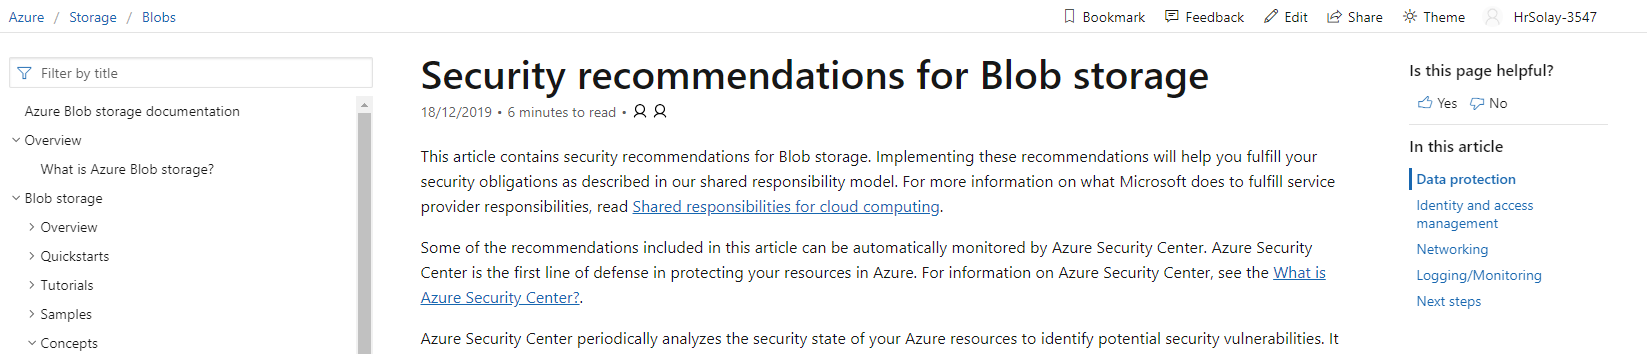 Azure / Storage / Blobs
Bookmark Feedback Edit Share Theme HrSolay-3547
Filter by title
Azure Blob storage documentation
Overview
What is Azure Blob storage?
Blob storage
Overview
Quickstarts
Tutorials
Samples
Concepts
Security recommendations for Blob storage
18/12/2019 • 6 minutes to read •
This article contains security recommendations for Blob storage. Implementing these recommendations will help you fulfill your
security obligations as described in our shared responsibility model. For more information on what Microsoft does to fulfill service
provider responsibilities, read Shared responsibilities for cloud computing.
Some of the recommendations included in this article can be automatically monitored by Azure Security Center. Azure Security
Center is the first line of defense in protecting your resources in Azure. For information on Azure Security Center, see the What is
Azure Security Center?.
Azure Security Center periodically analyzes the security state of your Azure resources to identify potential security vulnerabilities. It
Is this page helpful?
Yes No
In this article
Data protection
Identity and access
management
Networking
Logging/Monitoring
Next steps